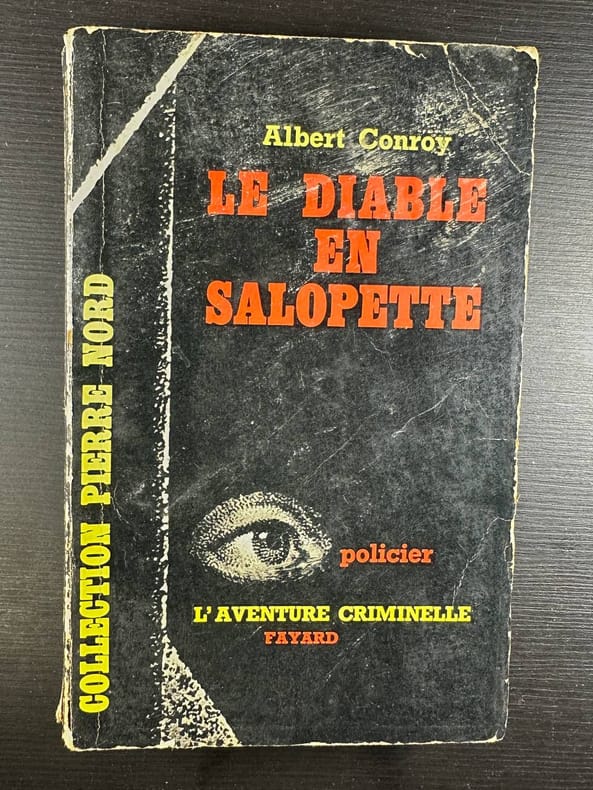 Albert Conroy
LE DIABLE
EN
SALOPETTE
policier
L'AVENTURE CRIMINELLE
FAYARD
COLLECTION PIERRE NORD